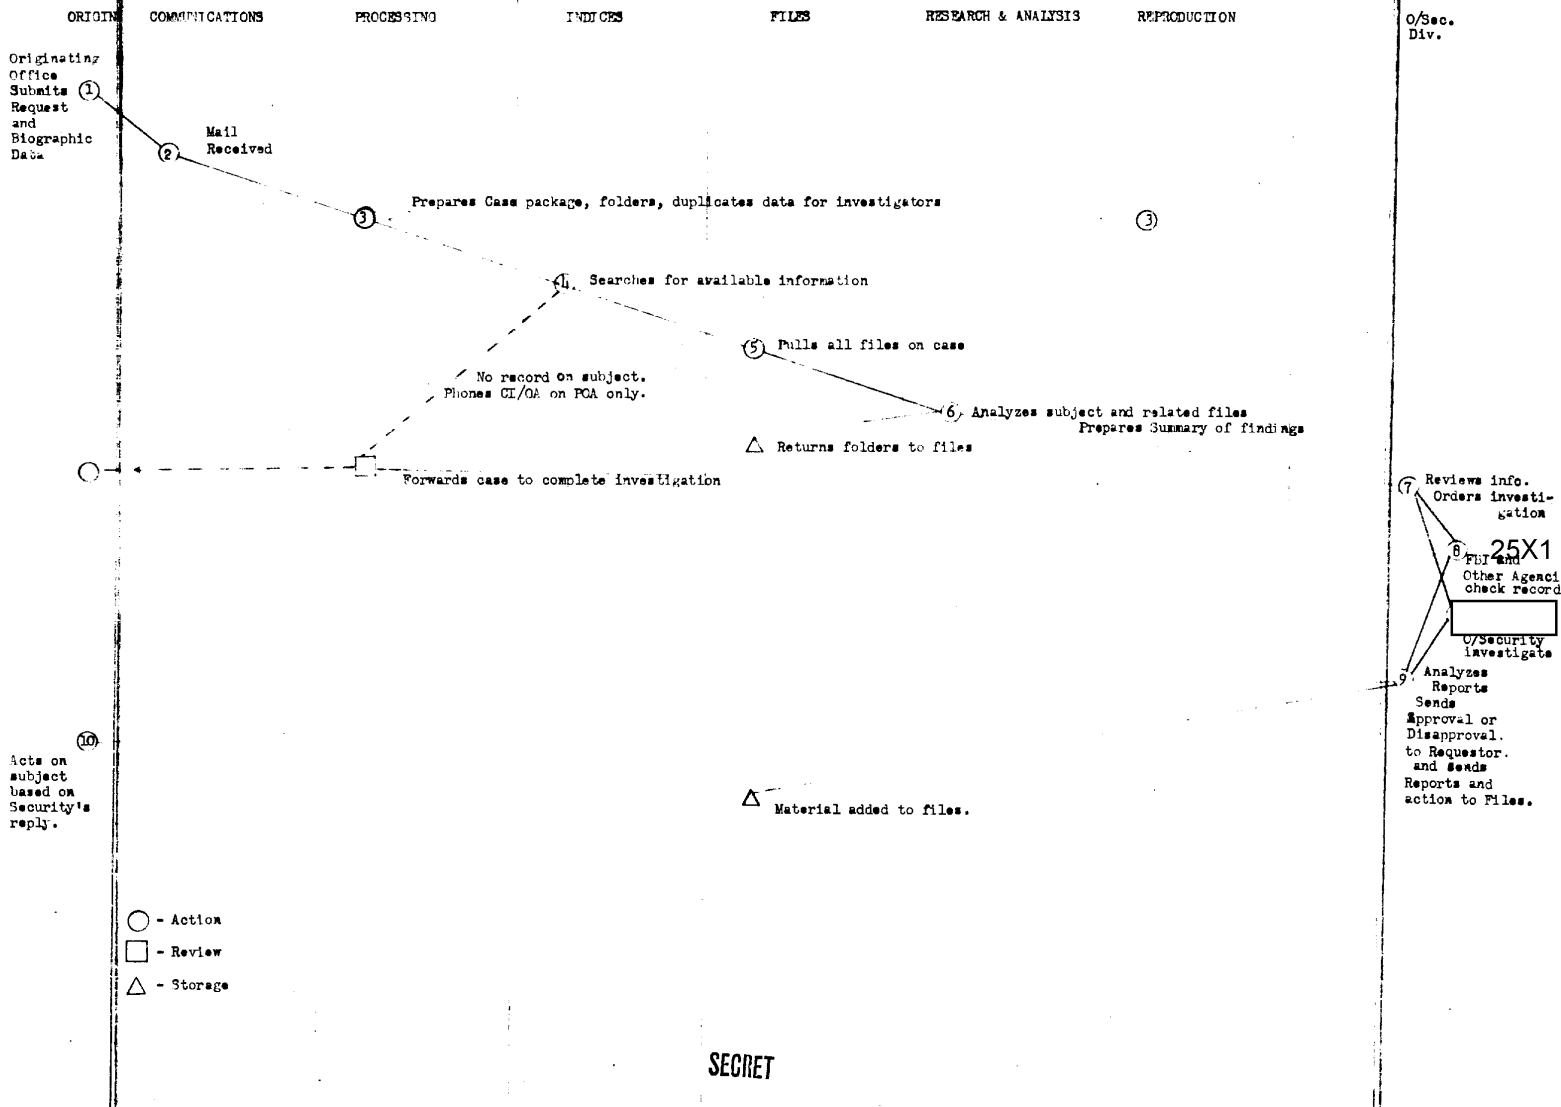 ORIGIN COMMUNICATIONS PROCESSING INDICES FILES RESEARCH & ANALYSIS REPRODUCTION O/Sec.
Div.
Originating
Office
Submits 1
Request
and
Biographic
Data
2 Mail
Received
3 Prepares Case package, folders, duplicates data for investigators 3
4 Searches for available information
5 Pulls all files on case
No record on subject.
Phones CI/OA on POA only.
6 Analyzes subject and related files
Prepares Summary of findings
Returns folders to files
Forwards case to complete investigation
7 Reviews info.
Orders investi-
gation
8 25X1
FBI and
Other Agenci
check record
O/Security
investigate
9 Analyzes
Reports
Sends
Approval or
Disapproval.
to Requestor.
and Sends
Reports and
action to Files.
10
Acts on
subject
based on
Security's
reply.
Material added to files.
- Action
- Review
- Storage
SECRET